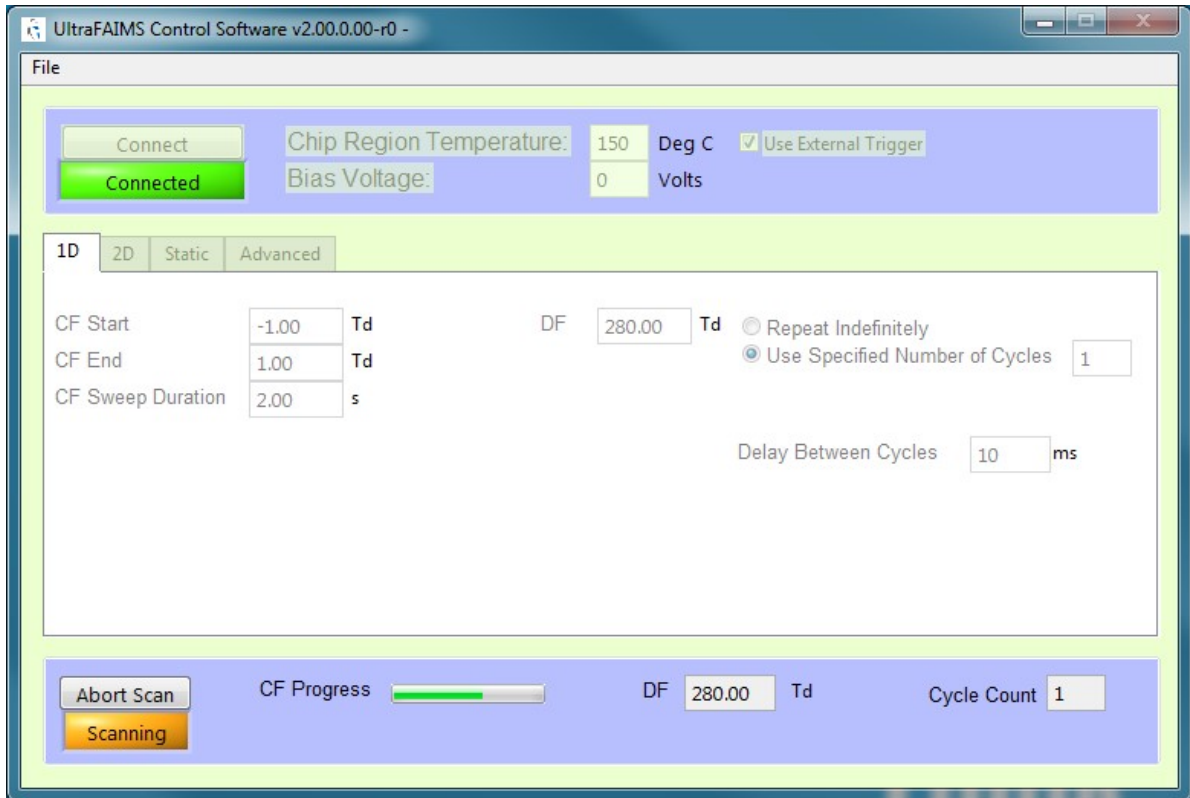 UltraFAIMS Control Software v2.00.0.00-r0 -
File
Connect
Connected
Chip Region Temperature: 150 Deg C
Use External Trigger
Bias Voltage: 0 Volts
1D 2D Static Advanced
CF Start -1.00 Td
DF 280.00 Td
Repeat Indefinitely
CF End 1.00 Td
Use Specified Number of Cycles 1
CF Sweep Duration 2.00 s
Delay Between Cycles 10 ms
Abort Scan
CF Progress
DF 280.00 Td
Cycle Count 1
Scanning